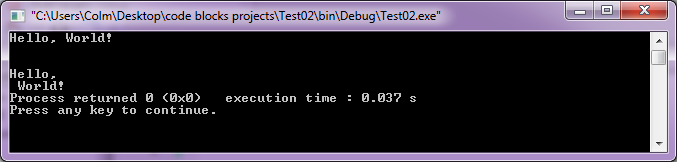 "C:\Users\Colm\Desktop\code blocks projects\Test02\bin\Debug\Test02.exe"
Hello, World!
Hello,
 World!
Process returned 0 (0x0)   execution time : 0.037 s
Press any key to continue.